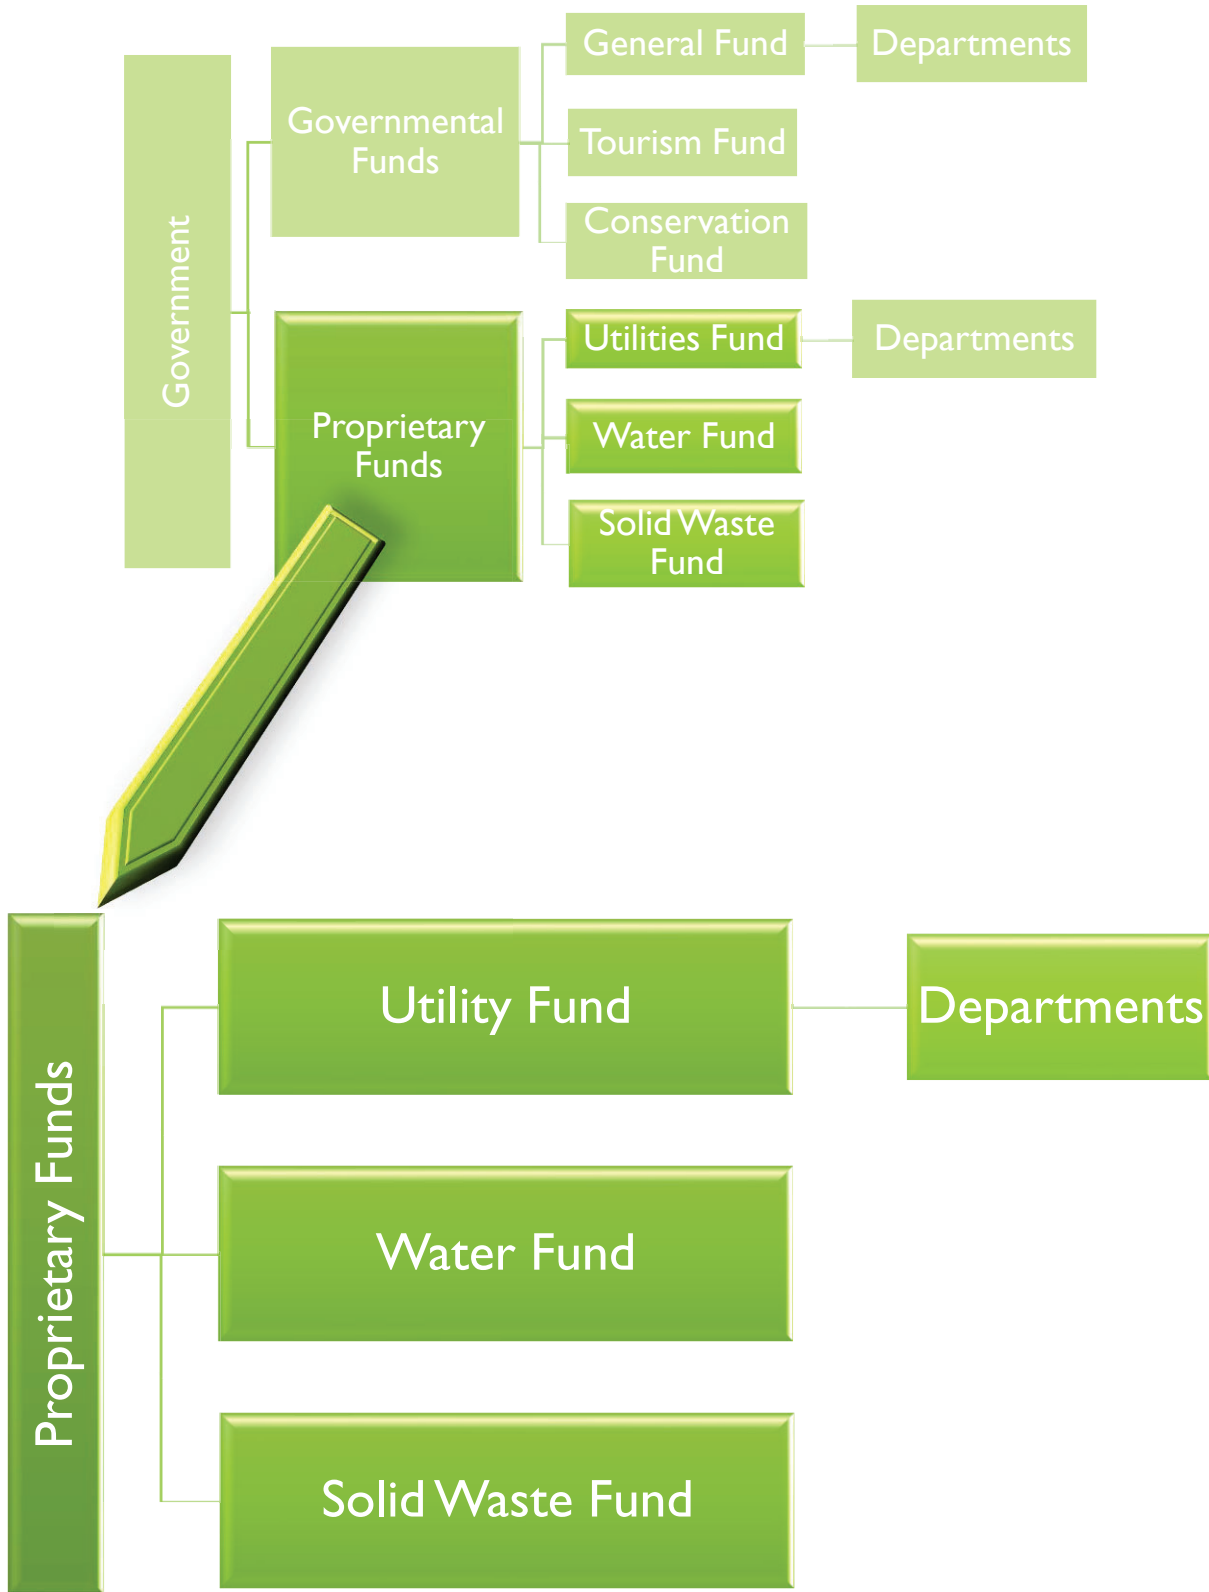 General Fund
Departments
Governmental
Funds
Tourism Fund
Conservation
Fund
Government
Utilities Fund
Departments
Proprietary
Funds
Water Fund
Solid Waste
Fund
Proprietary Funds
Utility Fund
Departments
Water Fund
Solid Waste Fund